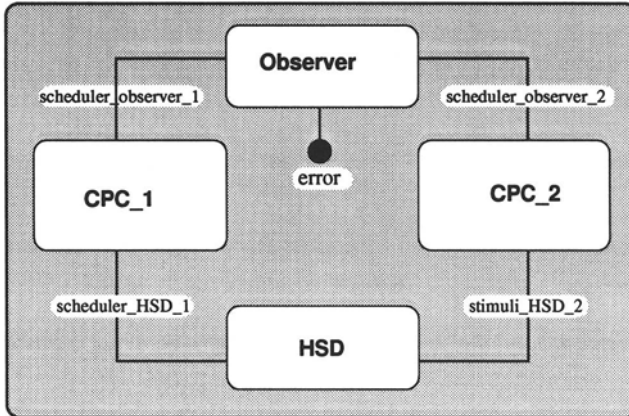 Observer
scheduler_observer_1
scheduler_observer_2
error
CPC_1
CPC_2
scheduler_HSD_1
stimuli_HSD_2
HSD